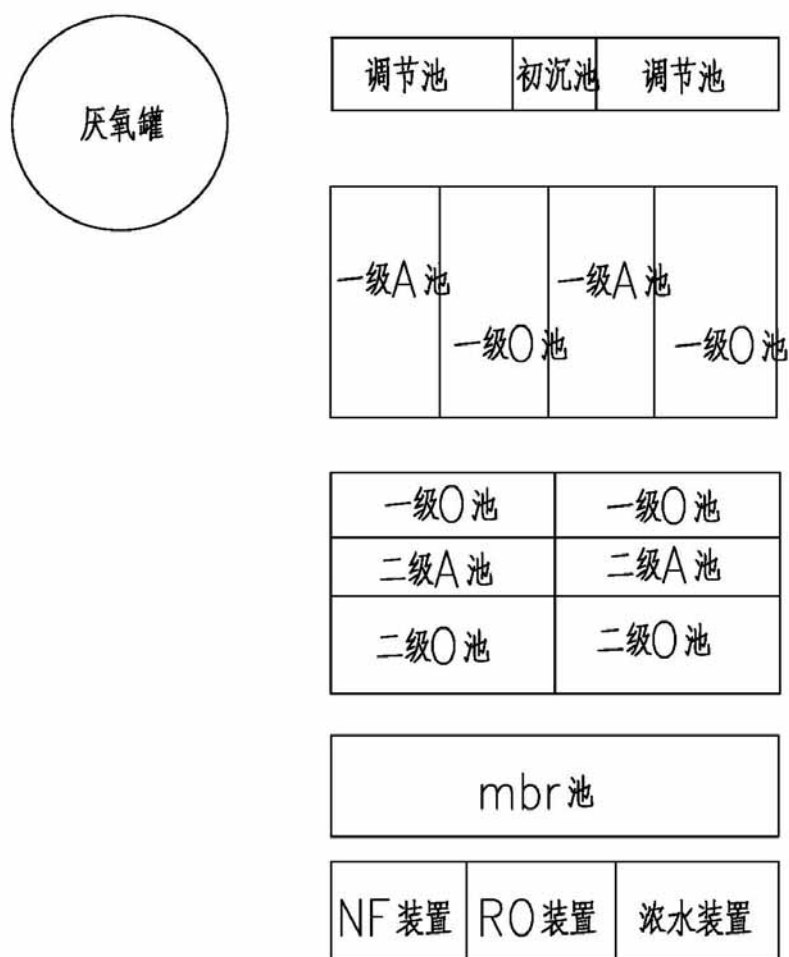 厌氧罐
调节池 初沉池 调节池
一级A池 一级A池
一级O池 一级O池
一级O池 一级O池
二级A池 二级A池
二级O池 二级O池
mbr池
NF装置 RO装置 浓水装置